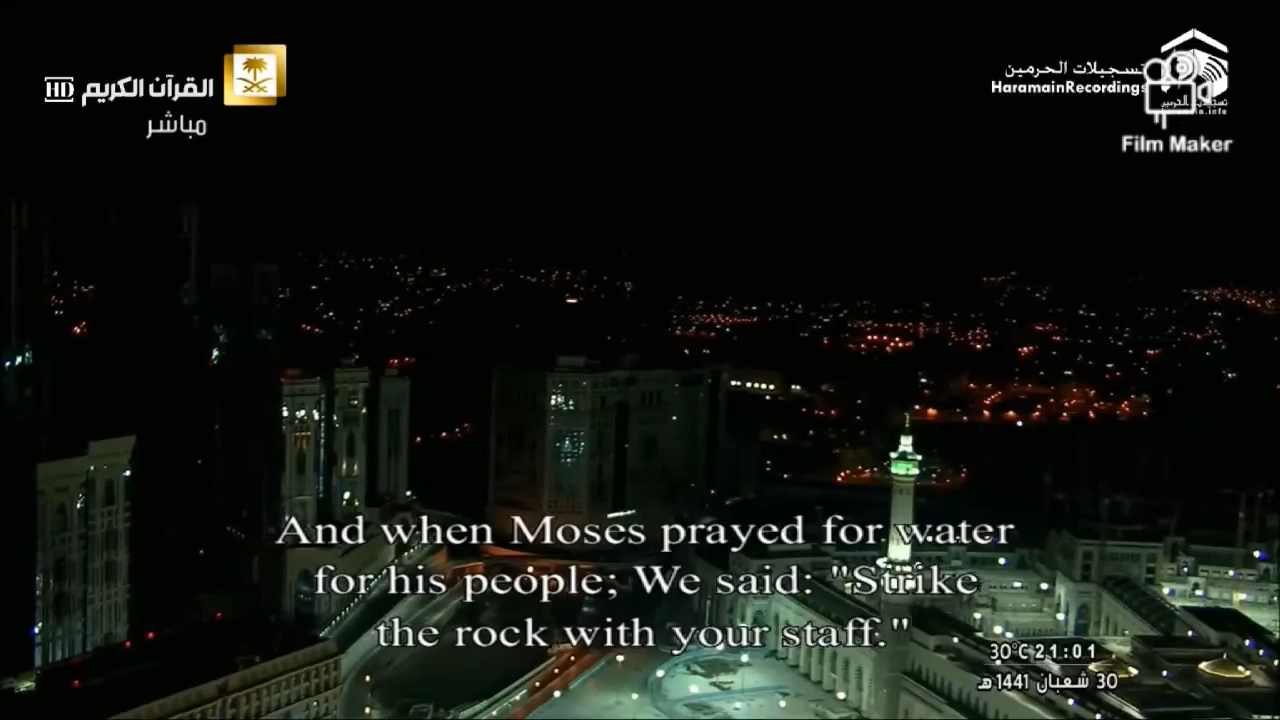 القرآن الكريم HD
مباشر
تسجيلات الحرمين
HaramainRecordings
Film Maker
And when Moses prayed for water
for his people; We said: "Strike
the rock with your staff."
30°C 21:01
30 شعبان 1441هـ